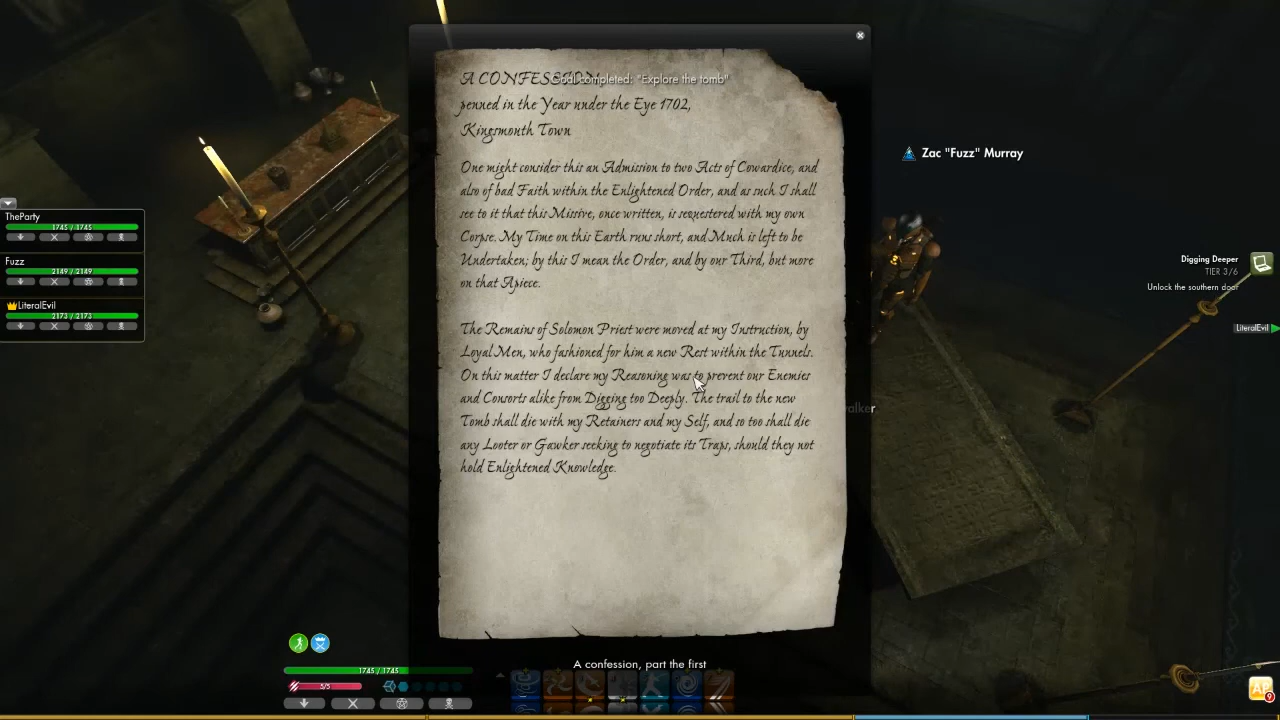 A CONFESSION
Goal completed: "Explore the tomb"
penned in the Year under the Eye 1702,
Kingsmouth Town
One might consider this an Admission to two Acts of Cowardice, and
also of bad Faith within the Enlightened Order, and as such I shall
see to it that this Missive, once written, is sequestered with my own
Corpse. My Time on this Earth runs short, and Much is left to be
Undertaken; by this I mean the Order, and by our Third, but more
on that Apiece.
The Remains of Solomon Priest were moved at my Instruction, by
Loyal Men, who fashioned for him a new Rest within the Tunnels.
On this matter I declare my Reasoning was to prevent our Enemies
and Consorts alike from Digging too Deeply. The trail to the new
Tomb shall die with my Retainers and my Self, and so too shall die
any Looter or Gawker seeking to negotiate its Traps, should they not
hold Enlightened Knowledge.
A confession, part the first
Zac "Fuzz" Murray
TheParty
1745 / 1745
Fuzz
2149 / 2149
LiteralEvil
2173 / 2173
Digging Deeper
TIER 3/6
Unlock the southern door
LiteralEvil
1745 / 1745
5/5
AP
9